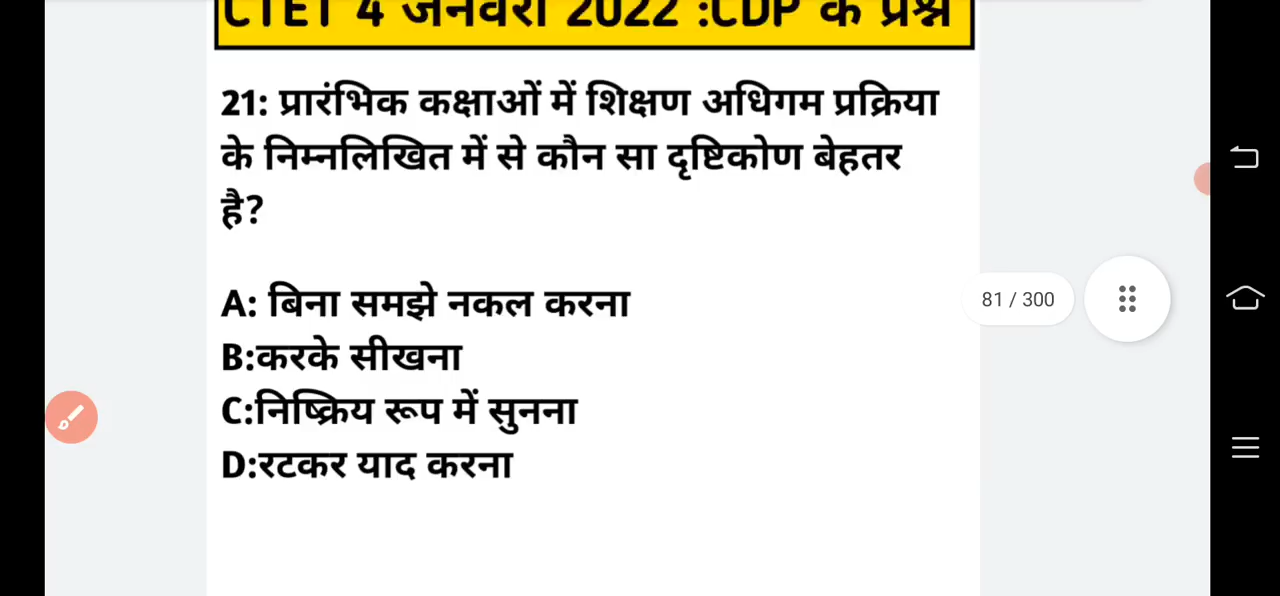 CTET 4 जनवरी 2022 :CDP के प्रश्न
21: प्रारंभिक कक्षाओं में शिक्षण अधिगम प्रक्रिया
के निम्नलिखित में से कौन सा दृष्टिकोण बेहतर
है?
A: बिना समझे नकल करना
B:करके सीखना
C:निष्क्रिय रूप में सुनना
D:रटकर याद करना
81 / 300